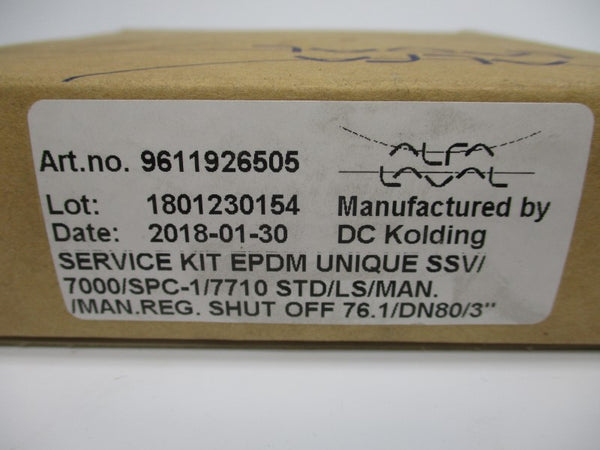 Art.no. 9611926505
ALFA
LAVAL
Lot: 1801230154
Manufactured by
Date: 2018-01-30
DC Kolding
SERVICE KIT EPDM UNIQUE SSV/
7000/SPC-1/7710 STD/LS/MAN.
/MAN.REG. SHUT OFF 76.1/DN80/3"